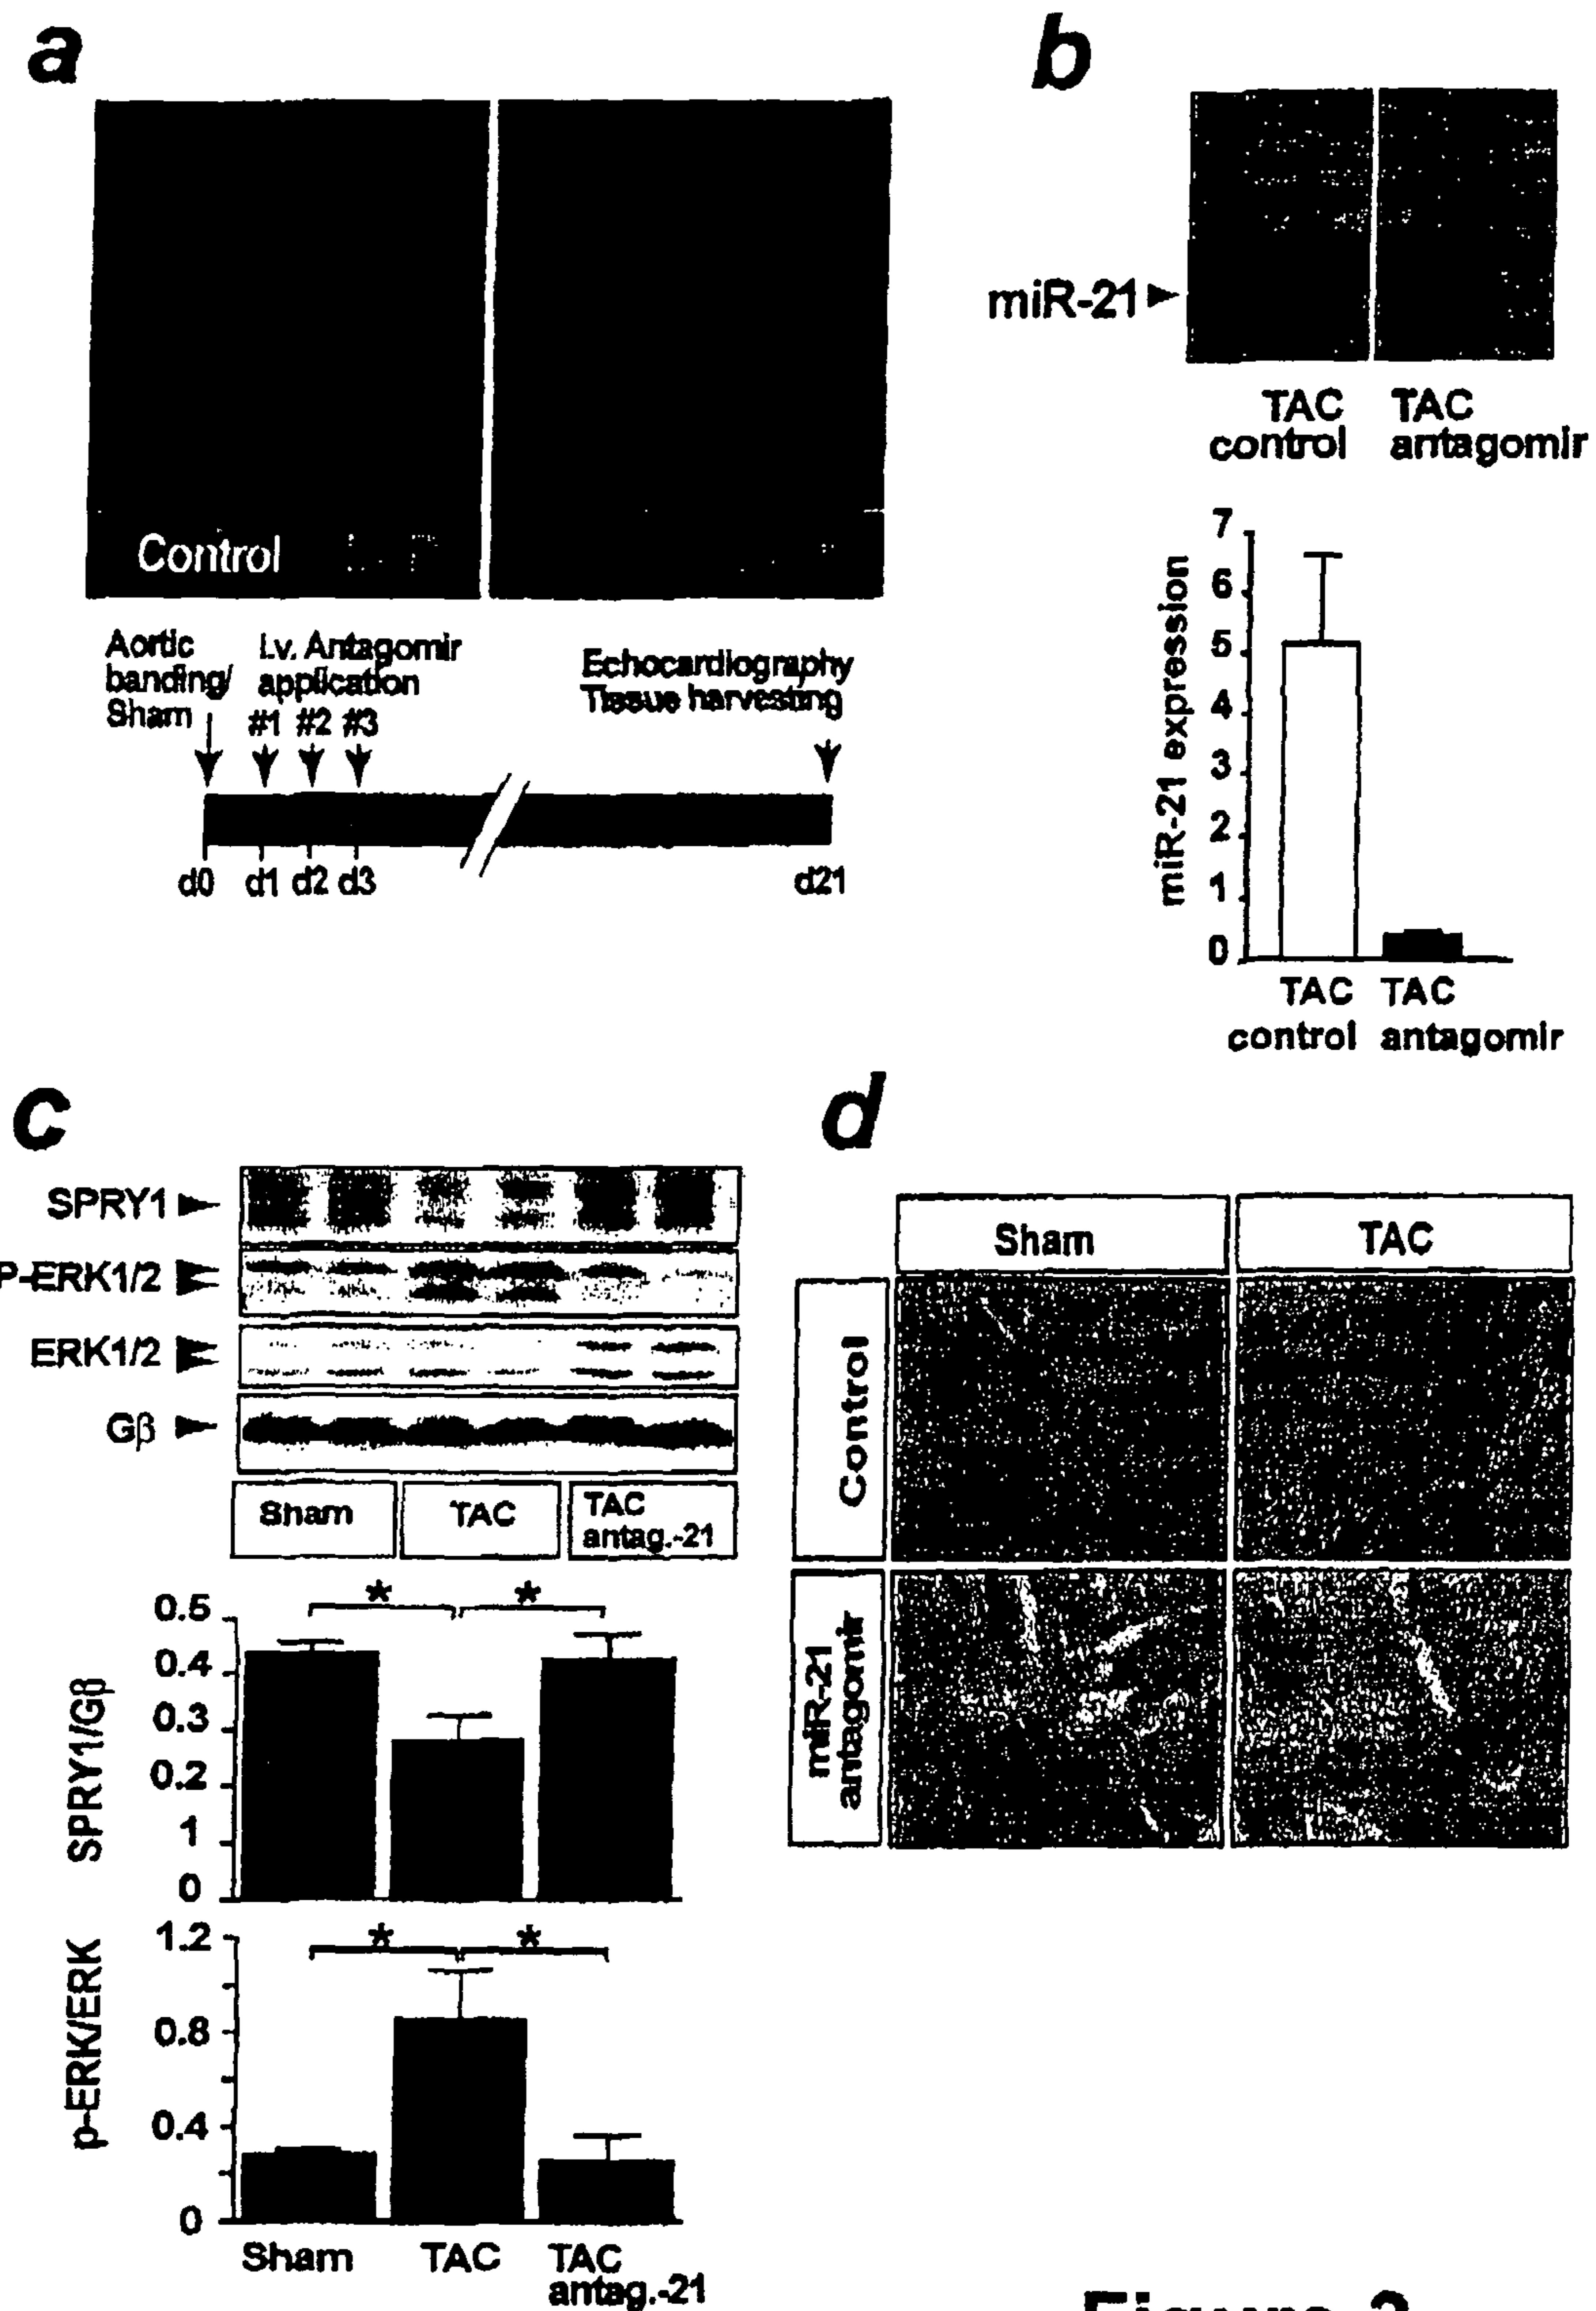 a
Control
Aortic
banding/
Sham
I.v. Antagomir
application
#1 #2 #3
Echocardiography
Tissue harvesting
d0 d1 d2 d3 d21
b
miR-21
TAC TAC
control antagomir
miR-21 expression
7
6
5
4
3
2
1
0
TAC TAC
control antagomir
c
SPRY1
P-ERK1/2
ERK1/2
Gβ
Sham
TAC
TAC
antag.-21
SPRY1/Gβ
0.5
0.4
0.3
0.2
1
0
* *
p-ERK/ERK
1.2
0.8
0.4
0
* *
Sham TAC TAC
antag.-21
d
Sham TAC
Control
miR-21
antagomir